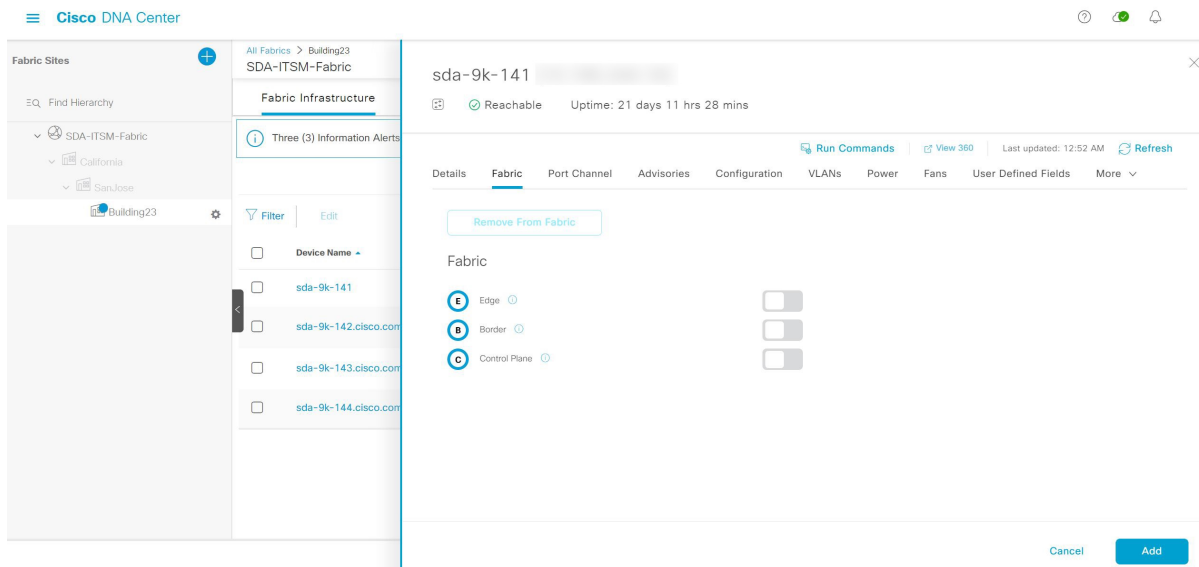 Cisco DNA Center
Fabric Sites
Find Hierarchy
SDA-ITSM-Fabric
California
SanJose
Building23
All Fabrics > Building23
SDA-ITSM-Fabric
Fabric Infrastructure
Three (3) Information Alerts
Filter
Edit
Device Name
sda-9k-141
sda-9k-142.cisco.com
sda-9k-143.cisco.com
sda-9k-144.cisco.com
sda-9k-141
Reachable Uptime: 21 days 11 hrs 28 mins
Run Commands View 360 Last updated: 12:52 AM Refresh
Details Fabric Port Channel Advisories Configuration VLANs Power Fans User Defined Fields More
Remove From Fabric
Fabric
E Edge
B Border
C Control Plane
Cancel Add